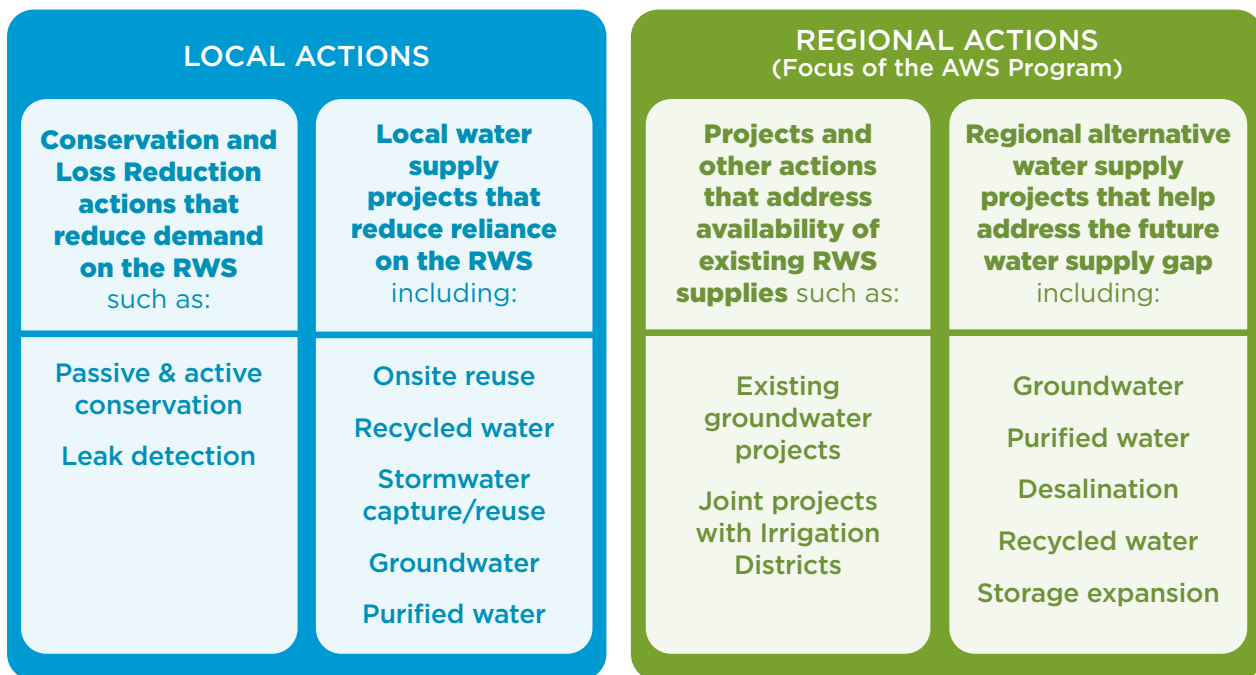 LOCAL ACTIONS
Conservation and
Loss Reduction
actions that
reduce demand
on the RWS
such as:
Passive & active
conservation
Leak detection
Local water
supply
projects that
reduce reliance
on the RWS
including:
Onsite reuse
Recycled water
Stormwater
capture/reuse
Groundwater
Purified water
REGIONAL ACTIONS
(Focus of the AWS Program)
Projects and
other actions
that address
availability of
existing RWS
supplies such as:
Existing
groundwater
projects
Joint projects
with Irrigation
Districts
Regional alternative
water supply
projects that help
address the future
water supply gap
including:
Groundwater
Purified water
Desalination
Recycled water
Storage expansion